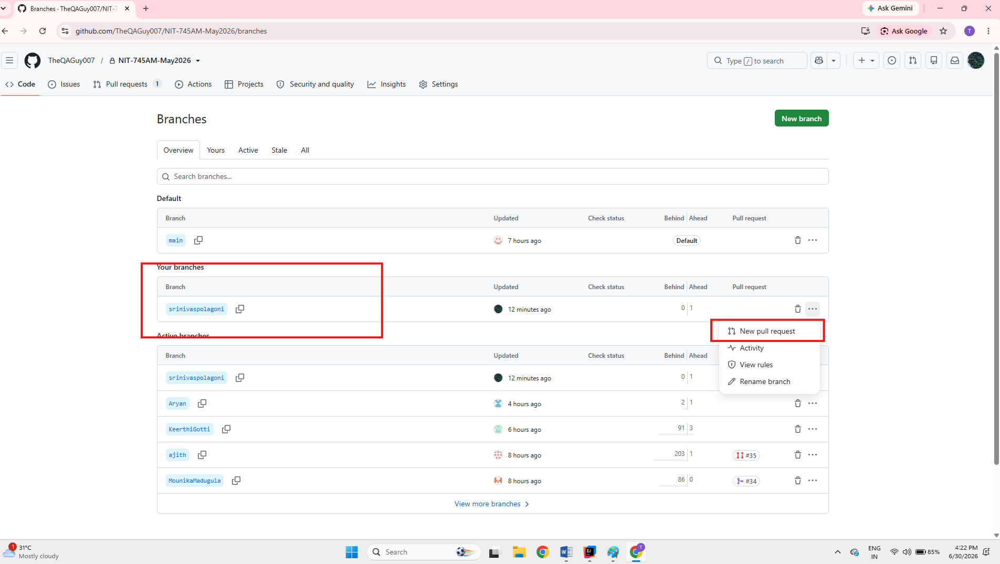 Branches · TheQAGuy007/NIT-7
Ask Gemini
github.com/TheQAGuy007/NIT-745AM-May2026/branches
Ask Google
T
TheQAGuy007 / NIT-745AM-May2026
Type / to search
Code
Issues
Pull requests 1
Actions
Projects
Security and quality
Insights
Settings
Branches
New branch
Overview
Yours
Active
Stale
All
Search branches...
Default
Branch Updated Check status Behind Ahead Pull request
main 7 hours ago Default
Your branches
Branch Updated Check status Behind Ahead Pull request
srinivaspolagoni 12 minutes ago 0 1
New pull request
Activity
View rules
Rename branch
Active branches
Branch Updated Check status Behind Ahead
srinivaspolagoni 12 minutes ago 0 1
Aryan 4 hours ago 2 1
KeerthiGotti 6 hours ago 91 3
ajith 8 hours ago 203 1 #35
MounikaMadugula 8 hours ago 86 0 #34
View more branches
1
31°C
Mostly cloudy
Search
T
ENG
IN
85%
4:22 PM
6/30/2026